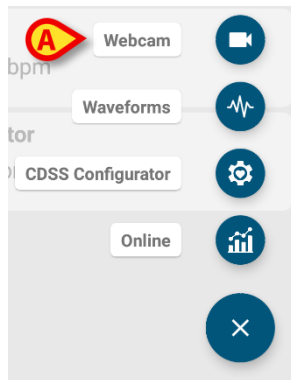 A
Webcam
bpm
Waveforms
tor
CDSS Configurator
Online